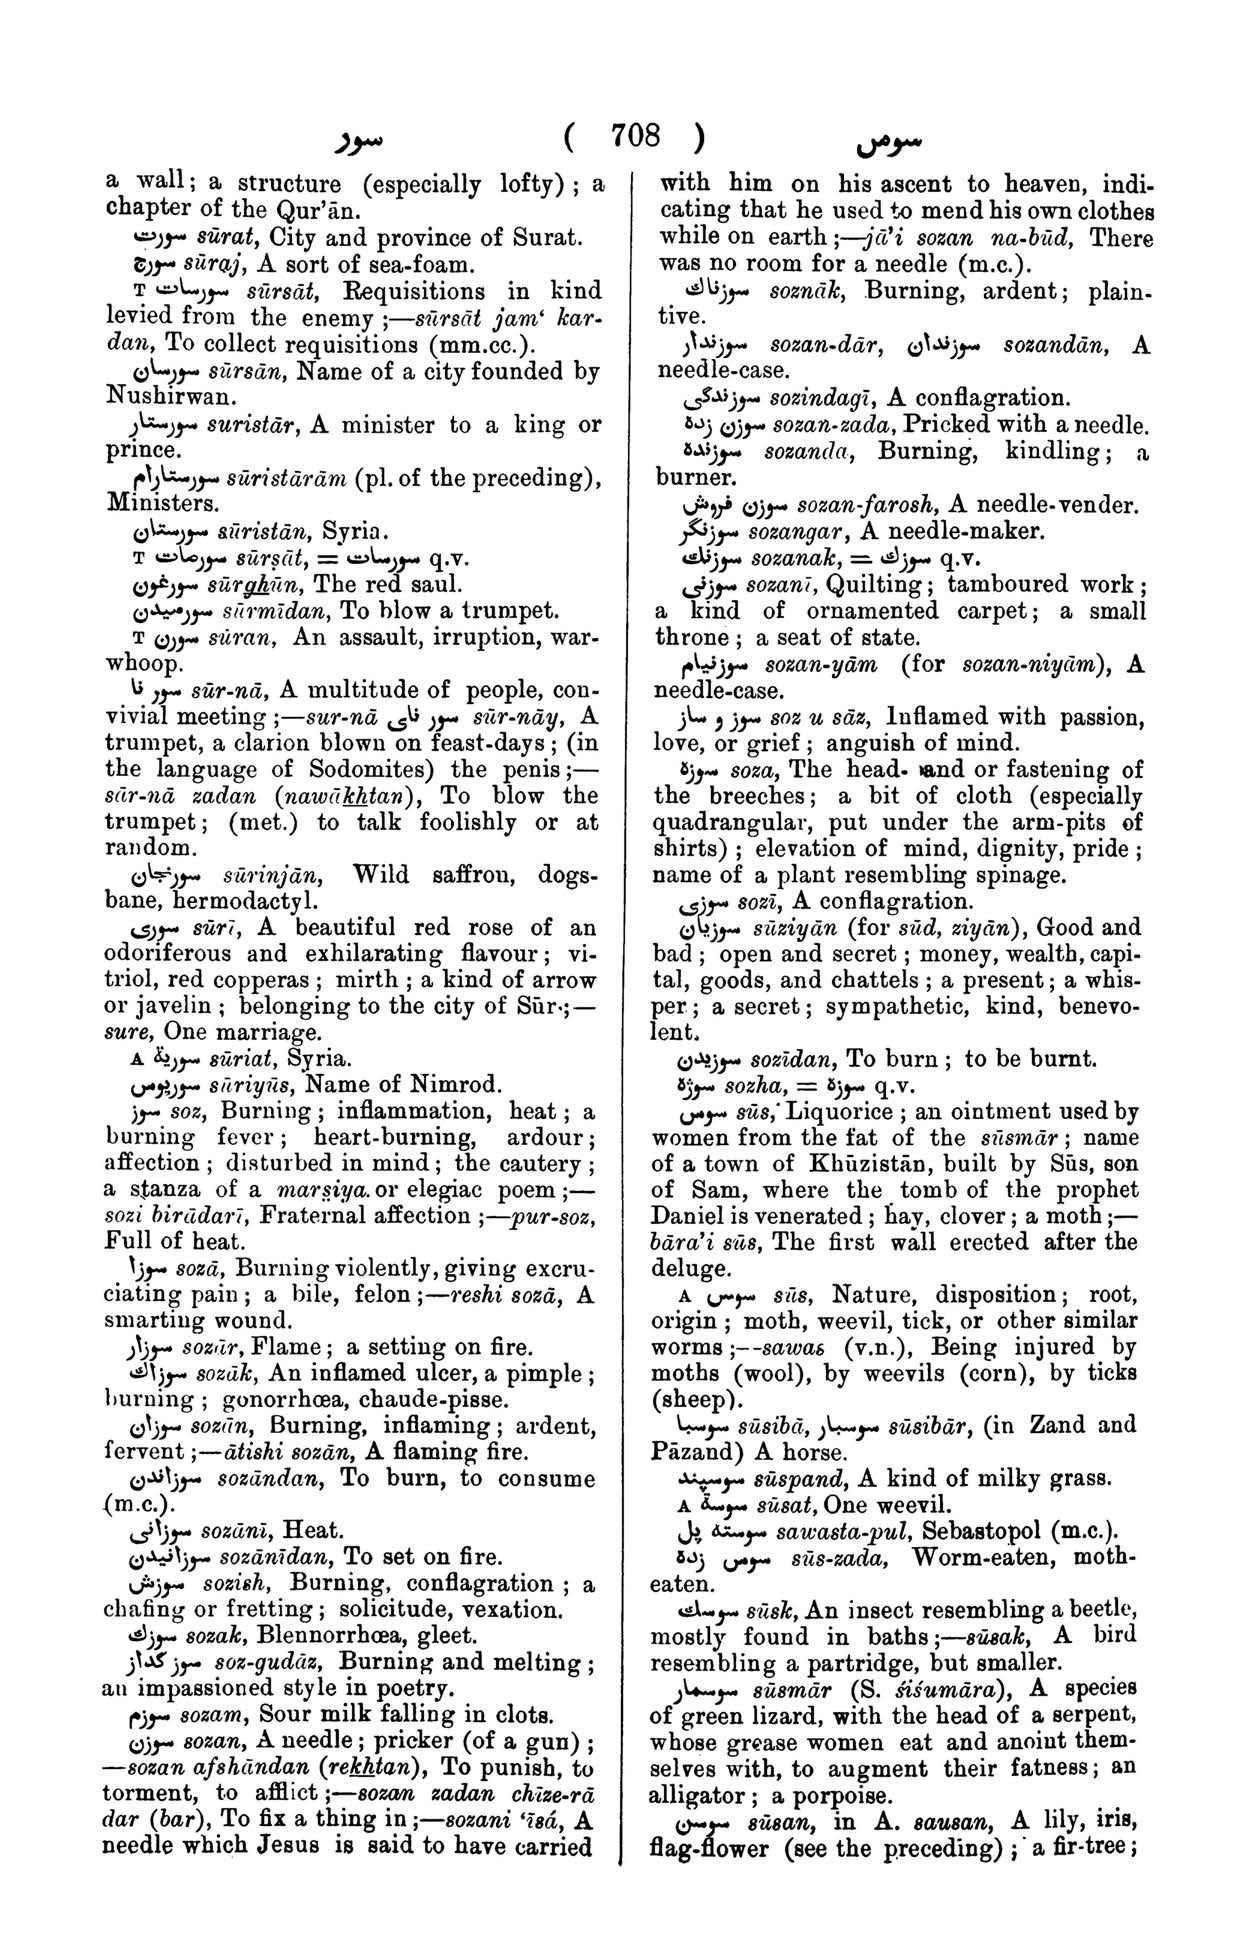 سور ( 708 ) سوص
a wall; a structure (especially lofty); a
chapter of the Qur’ān.
سورت sūrat, City and province of Surat.
سورج sūraj, A sort of sea-foam.
T سورسات sūrsāt, Requisitions in kind
levied from the enemy;—sūrsāt jam‘ kar-
dan, To collect requisitions (mm.cc.).
سورسان sūrsān, Name of a city founded by
Nushirwan.
سورستار suristār, A minister to a king or
prince.
سورستارام sūristārām (pl. of the preceding),
Ministers.
سورستان sūristān, Syria.
T سورصات sūrṣāt, = سورسات q.v.
سورغون sūrghūn, The red saul.
سورمیدن sūrmīdan, To blow a trumpet.
T سورن sūran, An assault, irruption, war-
whoop.
سور نا sūr-nā, A multitude of people, con-
vivial meeting;—sur-nā سور نای sūr-nāy, A
trumpet, a clarion blown on feast-days; (in
the language of Sodomites) the penis;—
sūr-nā zadan (nawākhtan), To blow the
trumpet; (met.) to talk foolishly or at
random.
سورنجان sūrinjān, Wild saffron, dogs-
bane, hermodactyl.
سوری sūrī, A beautiful red rose of an
odoriferous and exhilarating flavour; vi-
triol, red copperas; mirth; a kind of arrow
or javelin; belonging to the city of Sūr;—
sure, One marriage.
A سوریة sūriat, Syria.
سوریوس sūriyūs, Name of Nimrod.
سوز soz, Burning; inflammation, heat; a
burning fever; heart-burning, ardour;
affection; disturbed in mind; the cautery;
a stanza of a marṣiya or elegiac poem;—
sozi birādarī, Fraternal affection;—pur-soz,
Full of heat.
سوزا sozā, Burning violently, giving excru-
ciating pain; a bile, felon;—reshi sozā, A
smarting wound.
سوزار sozār, Flame; a setting on fire.
سوزاك sozāk, An inflamed ulcer, a pimple;
burning; gonorrhœa, chaude-pisse.
سوزان sozān, Burning, inflaming; ardent,
fervent;—ātishi sozān, A flaming fire.
سوزاندن sozāndan, To burn, to consume
(m.c.).
سوزانی sozānī, Heat.
سوزانیدن sozānīdan, To set on fire.
سوزش sozish, Burning, conflagration; a
chafing or fretting; solicitude, vexation.
سوزك sozak, Blennorrhœa, gleet.
سوز گداز soz-gudāz, Burning and melting;
an impassioned style in poetry.
سوزم sozam, Sour milk falling in clots.
سوزن sozan, A needle; pricker (of a gun);
—sozan afshāndan (rekhtan), To punish, to
torment, to afflict;—sozan zadan chīze-rā
dar (bar), To fix a thing in;—sozani ‘īsá, A
needle which Jesus is said to have carried
with him on his ascent to heaven, indi-
cating that he used to mend his own clothes
while on earth;—jā’i sozan na-būd, There
was no room for a needle (m.c.).
سوزناك soznāk, Burning, ardent; plain-
tive.
سوزندار sozan-dār, سوزندان sozandān, A
needle-case.
سوزندگی sozindagī, A conflagration.
سوزن زده sozan-zada, Pricked with a needle.
سوزنده sozanda, Burning, kindling; a
burner.
سوزن فروش sozan-farosh, A needle-vender.
سوزنگر sozangar, A needle-maker.
سوزنك sozanak, = سوزك q.v.
سوزنی sozanī, Quilting; tamboured work;
a kind of ornamented carpet; a small
throne; a seat of state.
سوزنیام sozan-yām (for sozan-niyām), A
needle-case.
سوز و ساز soz u sāz, Inflamed with passion,
love, or grief; anguish of mind.
سوزه soza, The head- and or fastening of
the breeches; a bit of cloth (especially
quadrangular, put under the arm-pits of
shirts); elevation of mind, dignity, pride;
name of a plant resembling spinage.
سوزی sozī, A conflagration.
سوزیان sūziyān (for sūd, ziyān), Good and
bad; open and secret; money, wealth, capi-
tal, goods, and chattels; a present; a whis-
per; a secret; sympathetic, kind, benevo-
lent.
سوزیدن sozīdan, To burn; to be burnt.
سوژه sozha, = سوزه q.v.
سوس sūs, Liquorice; an ointment used by
women from the fat of the sūsmār; name
of a town of Khūzistān, built by Sūs, son
of Sam, where the tomb of the prophet
Daniel is venerated; hay, clover; a moth;—
bāra’i sūs, The first wall erected after the
deluge.
A سوس sūs, Nature, disposition; root,
origin; moth, weevil, tick, or other similar
worms;--sawas (v.n.), Being injured by
moths (wool), by weevils (corn), by ticks
(sheep).
سوسبا sūsibā, سوسبار sūsibār, (in Zand and
Pāzand) A horse.
سوسپند sūspand, A kind of milky grass.
A سوسة sūsat, One weevil.
سوسته پل sawasta-pul, Sebastopol (m.c.).
سوس زده sūs-zada, Worm-eaten, moth-
eaten.
سوسك sūsk, An insect resembling a beetle,
mostly found in baths;—sūsak, A bird
resembling a partridge, but smaller.
سوسمار sūsmār (S. śiśumāra), A species
of green lizard, with the head of a serpent,
whose grease women eat and anoint them-
selves with, to augment their fatness; an
alligator; a porpoise.
سوسن sūsan, in A. sausan, A lily, iris,
flag-flower (see the preceding); a fir-tree;